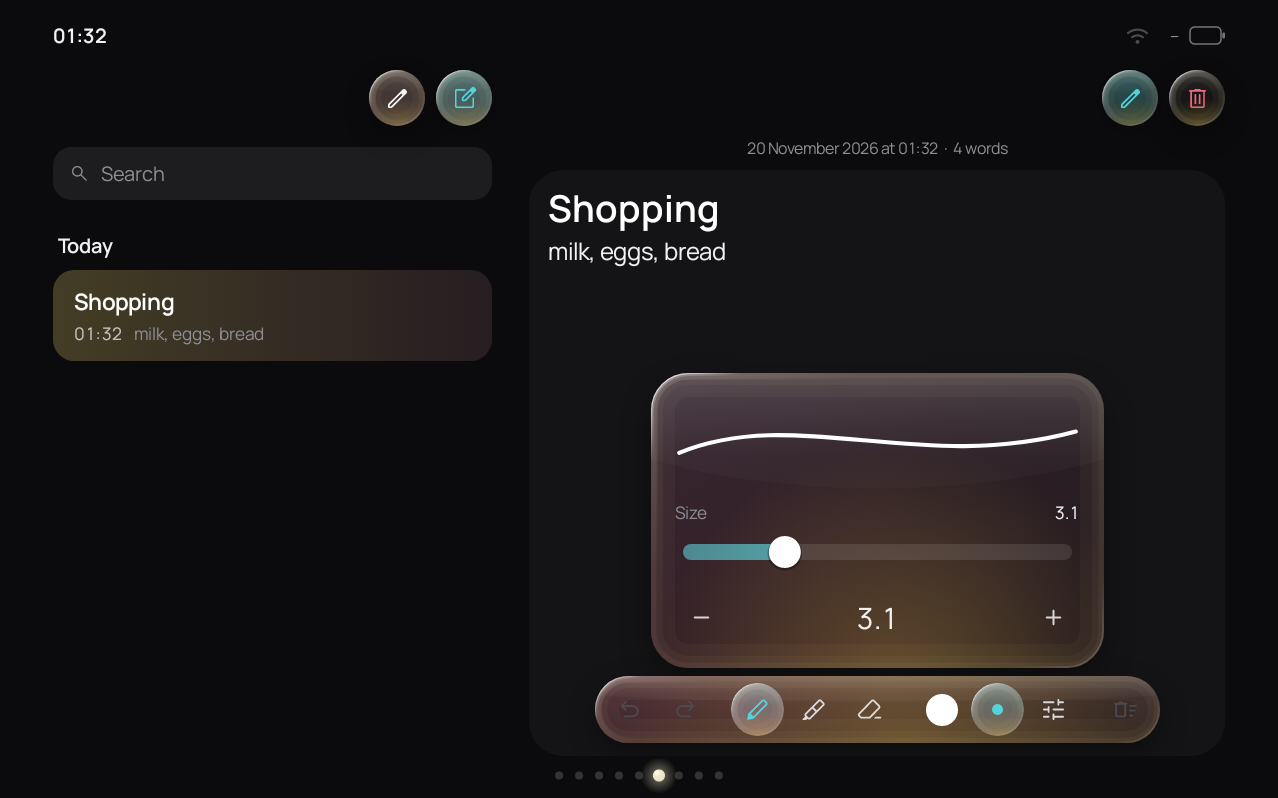 01:32
–
Search
Today
Shopping
01:32 milk, eggs, bread
20 November 2026 at 01:32 · 4 words
Shopping
milk, eggs, bread
Size 3.1
− 3.1 +